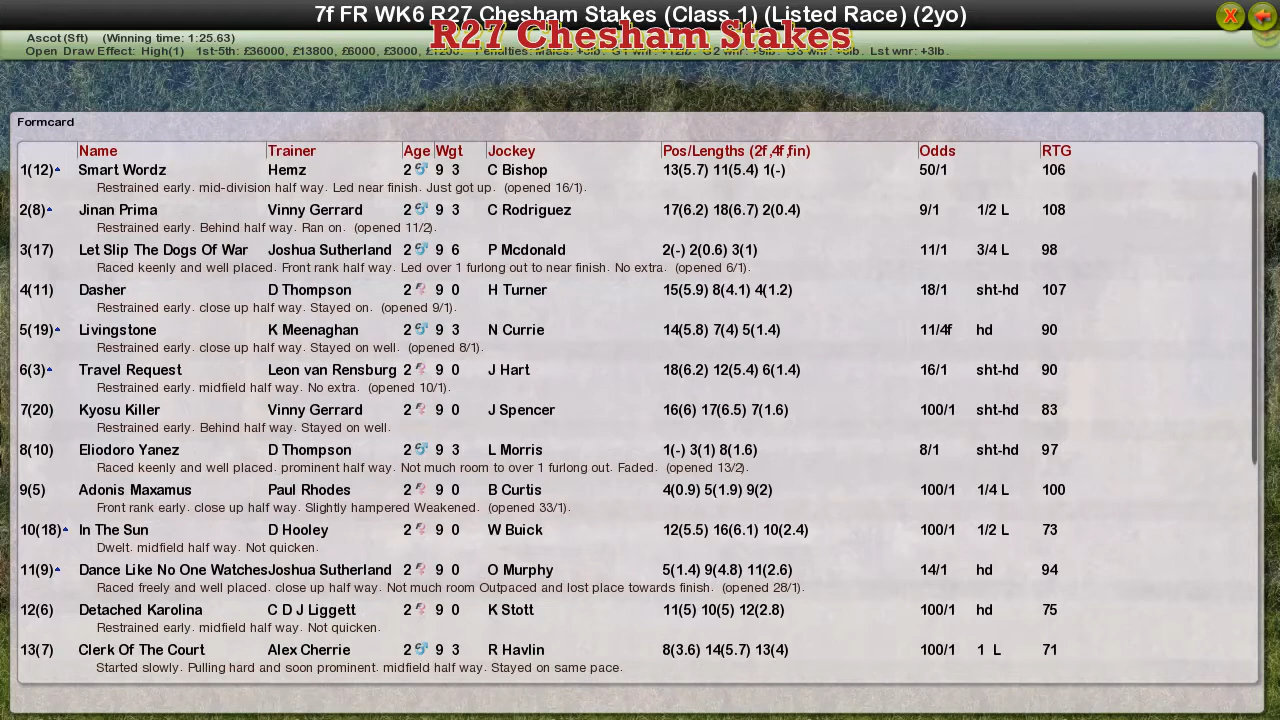 7f FR WK6 R27 Chesham Stakes (Class 1) (Listed Race) (2yo)
R27 Chesham Stakes
Ascot(Sft) (Winning time: 1:25.63)
Open Draw Effect: High(1) 1st-5th: £36000, £13800, £6000, £3000, £1200. Penalties: Males: +3lb. G1 wnr: +12lb. G2 wnr: +9lb. G3 wnr: +5lb. Lst wnr: +3lb.
Formcard
Name Trainer Age Wgt Jockey Pos/Lengths (2f,4f,fin) Odds RTG
1(12) Smart Wordz Hemz 2 9 3 C Bishop 13(5.7) 11(5.4) 1(-) 50/1 106
Restrained early. mid-division half way. Led near finish. Just got up. (opened 16/1).
2(8) Jinan Prima Vinny Gerrard 2 9 3 C Rodriguez 17(6.2) 18(6.7) 2(0.4) 9/1 1/2 L 108
Restrained early. Behind half way. Ran on. (opened 11/2).
3(17) Let Slip The Dogs Of War Joshua Sutherland 2 9 6 P Mcdonald 2(-) 2(0.6) 3(1) 11/1 3/4 L 98
Raced keenly and well placed. Front rank half way. Led over 1 furlong out to near finish. No extra. (opened 6/1).
4(11) Dasher D Thompson 2 9 0 H Turner 15(5.9) 8(4.1) 4(1.2) 18/1 sht-hd 107
Restrained early. close up half way. Stayed on. (opened 9/1).
5(19) Livingstone K Meenaghan 2 9 3 N Currie 14(5.8) 7(4) 5(1.4) 11/4f hd 90
Restrained early. close up half way. Stayed on well. (opened 8/1).
6(3) Travel Request Leon van Rensburg 2 9 0 J Hart 18(6.2) 12(5.4) 6(1.4) 16/1 sht-hd 90
Restrained early. midfield half way. No extra. (opened 10/1).
7(20) Kyosu Killer Vinny Gerrard 2 9 0 J Spencer 16(6) 17(6.5) 7(1.6) 100/1 sht-hd 83
Restrained early. Behind half way. Stayed on well.
8(10) Eliodoro Yanez D Thompson 2 9 3 L Morris 1(-) 3(1) 8(1.6) 8/1 sht-hd 97
Raced keenly and well placed. prominent half way. Not much room to over 1 furlong out. Faded. (opened 13/2).
9(5) Adonis Maxamus Paul Rhodes 2 9 0 B Curtis 4(0.9) 5(1.9) 9(2) 100/1 1/4 L 100
Front rank early. close up half way. Slightly hampered Weakened. (opened 33/1).
10(18) In The Sun D Hooley 2 9 0 W Buick 12(5.5) 16(6.1) 10(2.4) 100/1 1/2 L 73
Dwelt. midfield half way. Not quicken.
11(9) Dance Like No One Watches Joshua Sutherland 2 9 0 O Murphy 5(1.4) 9(4.8) 11(2.6) 14/1 hd 94
Raced freely and well placed. close up half way. Not much room Outpaced and lost place towards finish. (opened 28/1).
12(6) Detached Karolina C D J Liggett 2 9 0 K Stott 11(5) 10(5) 12(2.8) 100/1 hd 75
Restrained early. midfield half way. Not quicken.
13(7) Clerk Of The Court Alex Cherrie 2 9 3 R Havlin 8(3.6) 14(5.7) 13(4) 100/1 1 L 71
Started slowly. Pulling hard and soon prominent. midfield half way. Stayed on same pace.